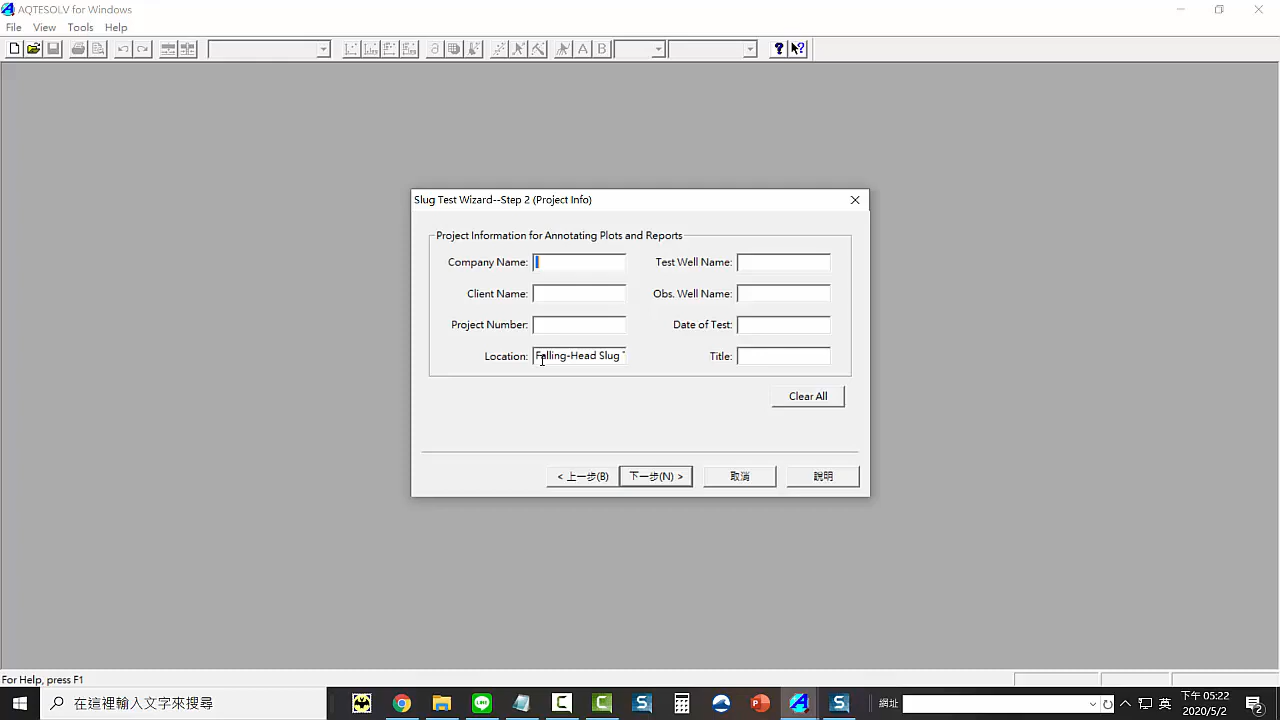 AQTESOLV for Windows
File View Tools Help
Slug Test Wizard--Step 2 (Project Info)
Project Information for Annotating Plots and Reports
Company Name: Test Well Name:
Client Name: Obs. Well Name:
Project Number: Date of Test:
Location: Falling-Head Slug Title:
Clear All
< 上一步(B) 下一步(N) > 取消 說明
For Help, press F1
在這裡輸入文字來搜尋
網址
英
下午 05:22
2020/5/2
2